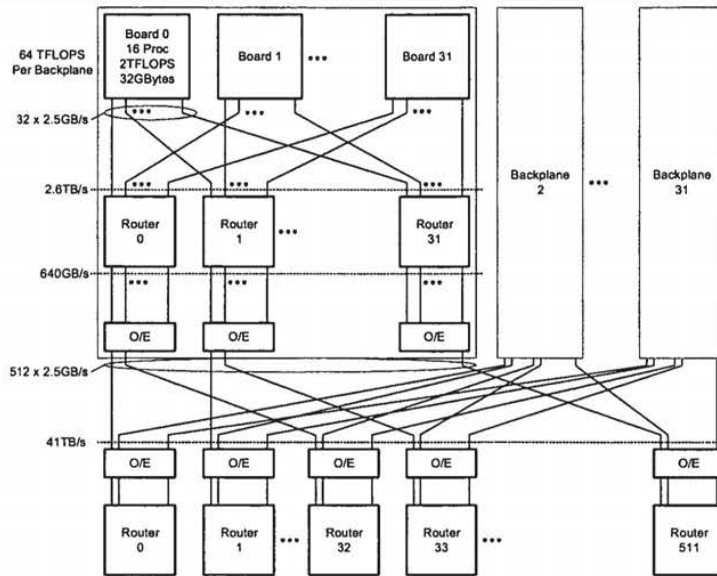 64 TFLOPS
Per Backplane
Board 0
16 Proc
2TFLOPS
32GBytes
Board 1
•••
Board 31
32 x 2.5GB/s
•••
•••
•••
2.6TB/s
•••
•••
•••
Router
0
Router
1
•••
Router
31
Backplane
2
•••
Backplane
31
640GB/s
•••
•••
•••
O/E
O/E
O/E
512 x 2.5GB/s
41TB/s
O/E
O/E
O/E
O/E
O/E
Router
0
Router
1
•••
Router
32
Router
33
•••
Router
511